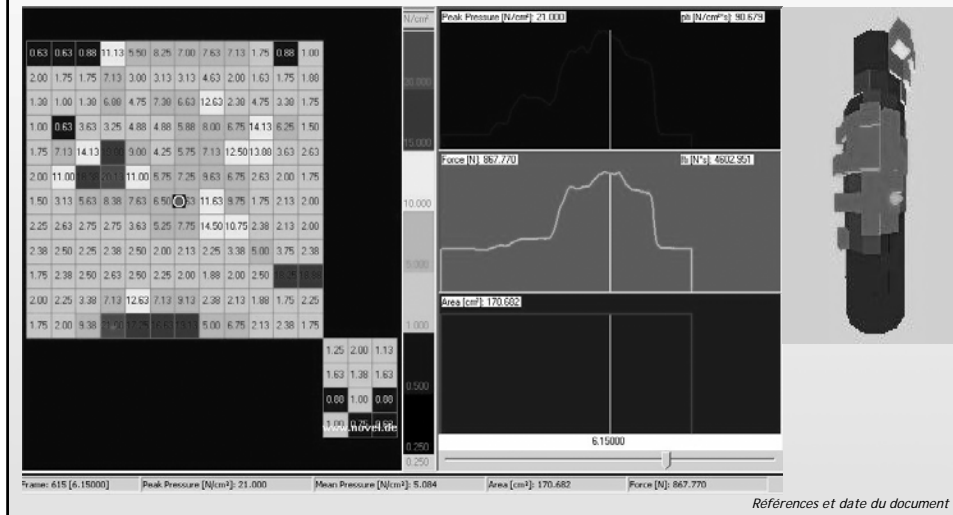 N/cm²
Peak Pressure [N/cm²]: 21.000
0.63 0.63 0.88 11.13 5.50 8.25 7.00 7.63 7.13 1.75 0.88 1.00
2.00 1.75 1.75 7.13 3.00 3.13 3.13 4.63 2.00 1.63 1.75 1.88
1.38 1.00 1.38 6.88 4.75 7.38 6.63 12.63 2.38 4.75 3.38 1.75
1.00 0.63 3.63 3.25 4.88 4.88 5.88 8.00 6.75 14.13 6.25 1.50
1.75 7.13 14.13 9.00 4.25 5.75 7.13 12.50 13.88 3.63 2.63
2.00 11.00 11.00 5.75 7.25 9.63 6.75 2.63 2.00 1.75
1.50 3.13 5.63 8.38 7.63 6.50 11.63 9.75 1.75 2.13 2.00
2.25 2.63 2.75 2.75 3.63 5.25 7.75 14.50 10.75 2.38 2.13 2.00
2.38 2.50 2.25 2.38 2.50 2.00 2.13 2.25 3.38 5.00 3.75 2.38
1.75 2.38 2.50 2.63 2.50 2.25 2.00 1.88 2.00 2.50
2.00 2.25 3.38 7.13 12.63 7.13 9.13 2.38 2.13 1.88 1.75 2.25
1.75 2.00 9.38 5.00 6.75 2.13 2.38 1.75
1.25 2.00 1.13
1.63 1.38 1.63
0.88 1.00 0.88
www.novel.de
20.000
15.000
10.000
5.000
1.000
0.500
0.250
0.250
Force [N]: 867.770
4602.951
Area [cm²]: 170.682
6.15000
Frame: 615 [6.15000] Peak Pressure [N/cm²]: 21.000 Mean Pressure [N/cm²]: 5.084 Area [cm²]: 170.682 Force [N]: 867.770
Références et date du document